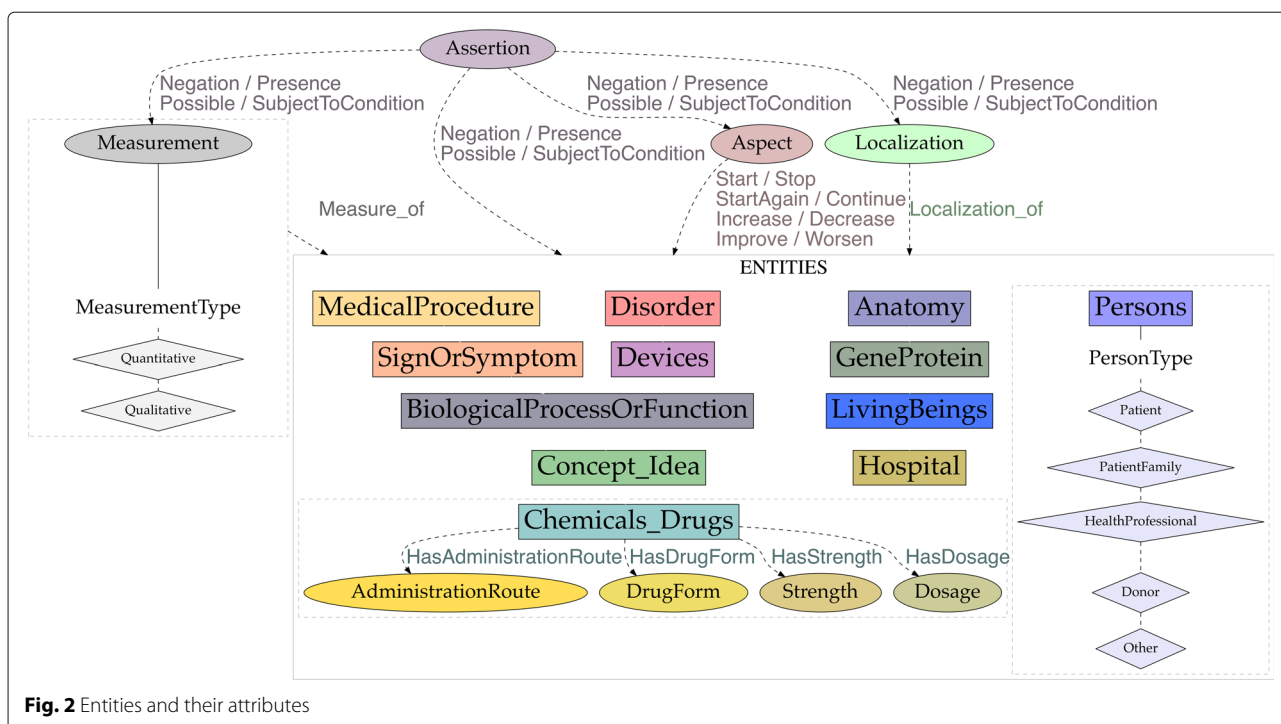 Assertion
Negation / Presence
Possible / SubjectToCondition
Negation / Presence
Possible / SubjectToCondition
Negation / Presence
Possible / SubjectToCondition
Negation / Presence
Possible / SubjectToCondition
Measurement
Aspect
Localization
Start / Stop
StartAgain / Continue
Increase / Decrease
Improve / Worsen
Measure_of
Localization_of
MeasurementType
Quantitative
Qualitative
ENTITIES
MedicalProcedure
Disorder
Anatomy
SignOrSymptom
Devices
GeneProtein
BiologicalProcessOrFunction
LivingBeings
Concept_Idea
Hospital
Chemicals_Drugs
HasAdministrationRoute
HasDrugForm
HasStrength
HasDosage
AdministrationRoute
DrugForm
Strength
Dosage
Persons
PersonType
Patient
PatientFamily
HealthProfessional
Donor
Other
Fig. 2 Entities and their attributes